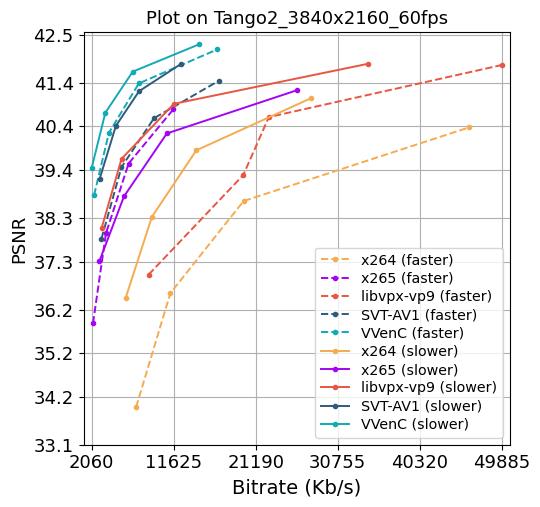 Plot on Tango2_3840x2160_60fps
42.5
41.4
40.4
39.4
38.3
37.3
36.2
35.2
34.2
33.1
PSNR
x264 (faster)
x265 (faster)
libvpx-vp9 (faster)
SVT-AV1 (faster)
VVenC (faster)
x264 (slower)
x265 (slower)
libvpx-vp9 (slower)
SVT-AV1 (slower)
VVenC (slower)
2060 11625 21190 30755 40320 49885
Bitrate (Kb/s)